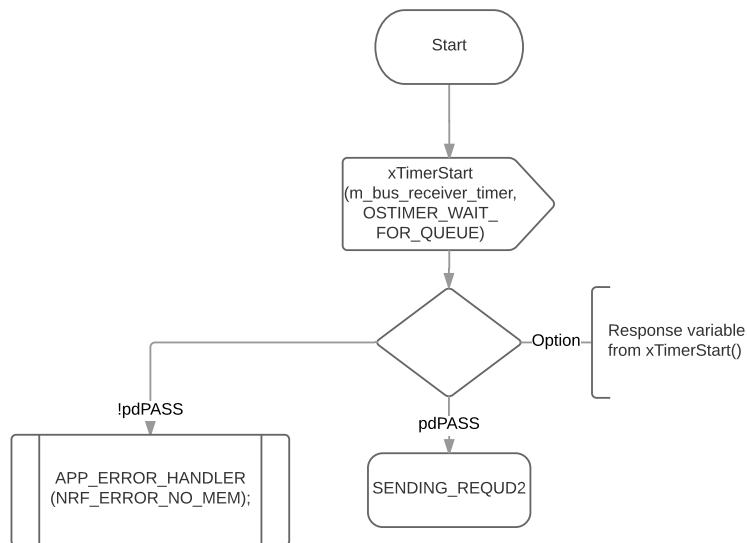 Start
xTimerStart
(m_bus_receiver_timer,
OSTIMER_WAIT_
FOR_QUEUE)
Option
Response variable
from xTimerStart()
!pdPASS
pdPASS
APP_ERROR_HANDLER
(NRF_ERROR_NO_MEM);
SENDING_REQUD2